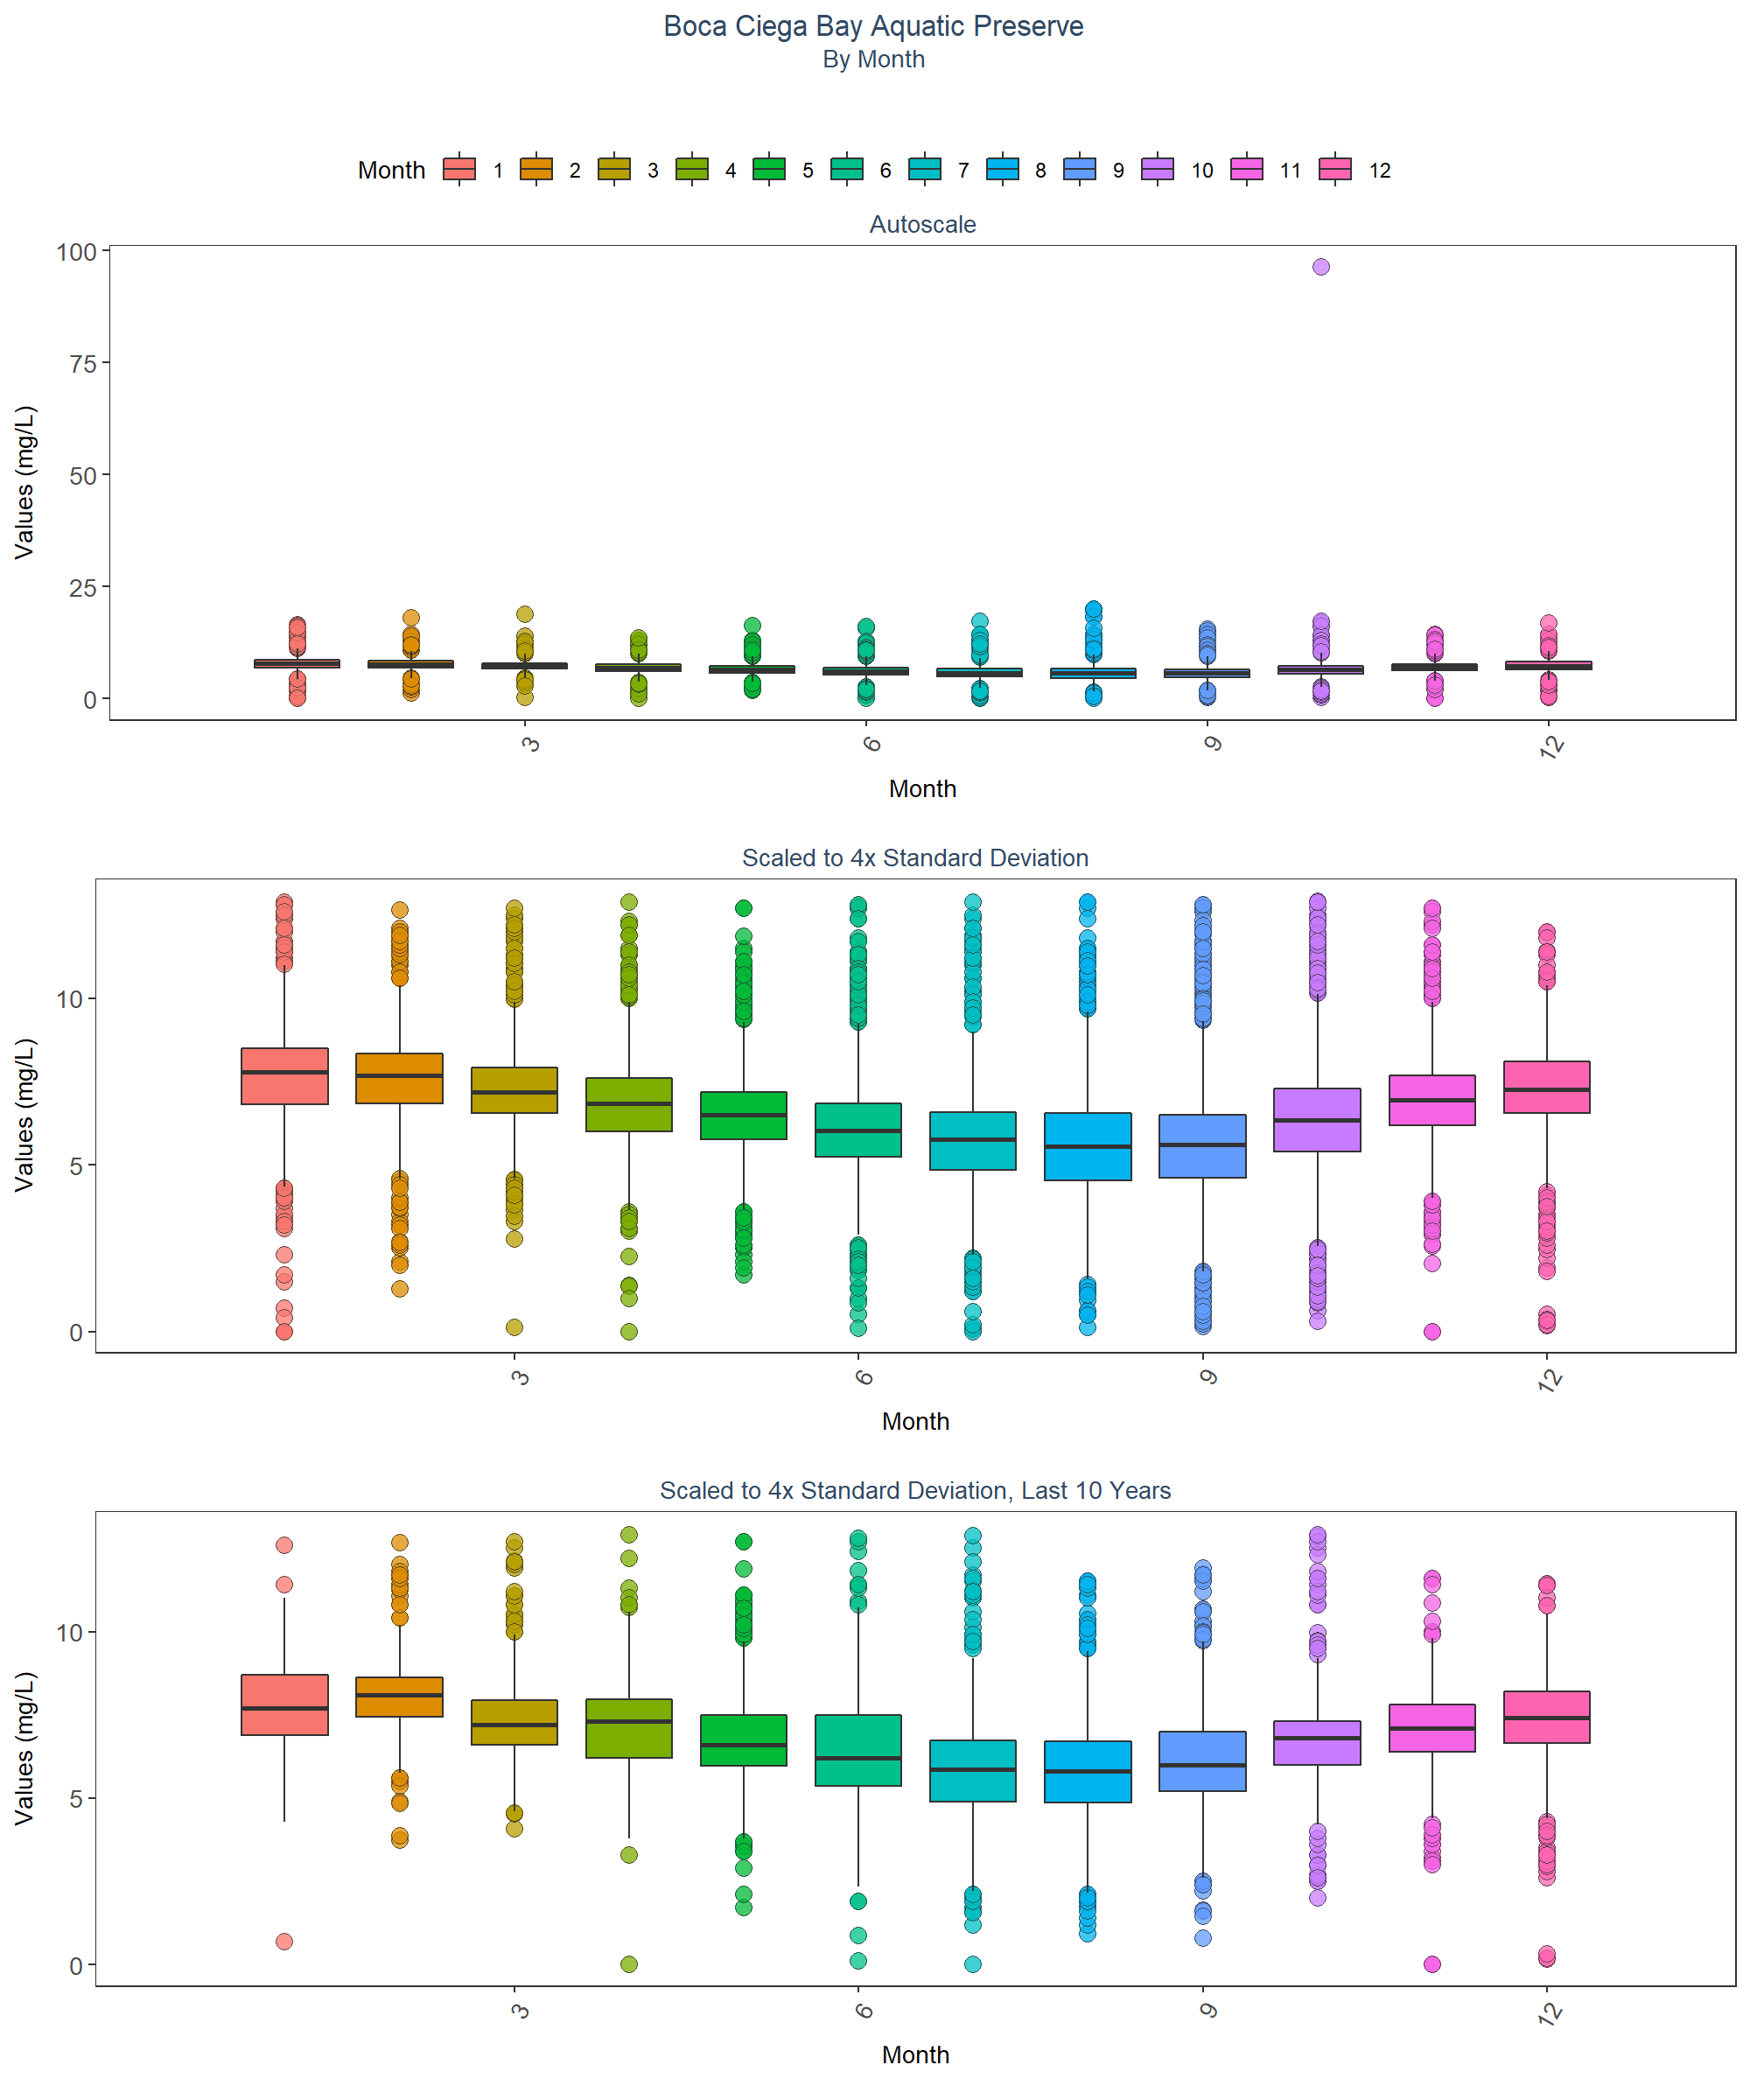 Boca Ciega Bay Aquatic Preserve
By Month
Month 1 2 3 4 5 6 7 8 9 10 11 12
Autoscale
Values (mg/L)
100
75
50
25
0
3 6 9 12
Month
Scaled to 4x Standard Deviation
Values (mg/L)
10
5
0
3 6 9 12
Month
Scaled to 4x Standard Deviation, Last 10 Years
Values (mg/L)
10
5
0
3 6 9 12
Month